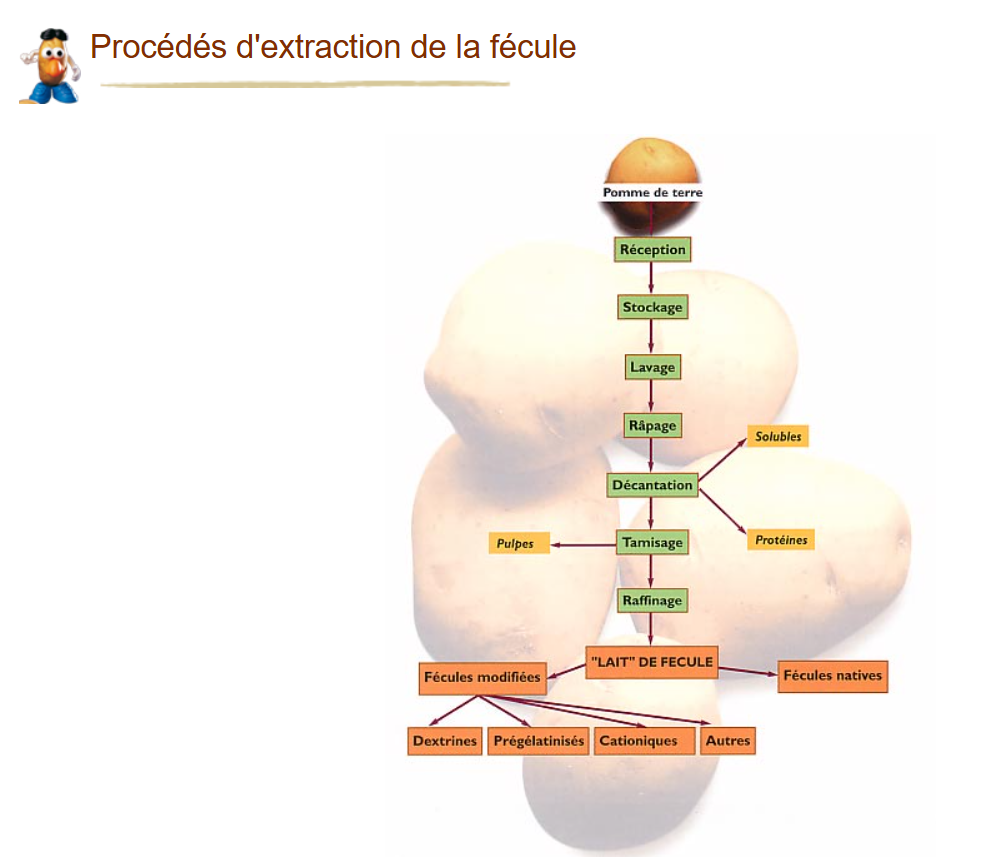 Procédés d'extraction de la fécule
Pomme de terre
Réception
Stockage
Lavage
Râpage
Solubles
Décantation
Protéines
Pulpes
Tamisage
Raffinage
"LAIT" DE FECULE
Fécules modifiées
Fécules natives
Dextrines
Prégélatinisés
Cationiques
Autres